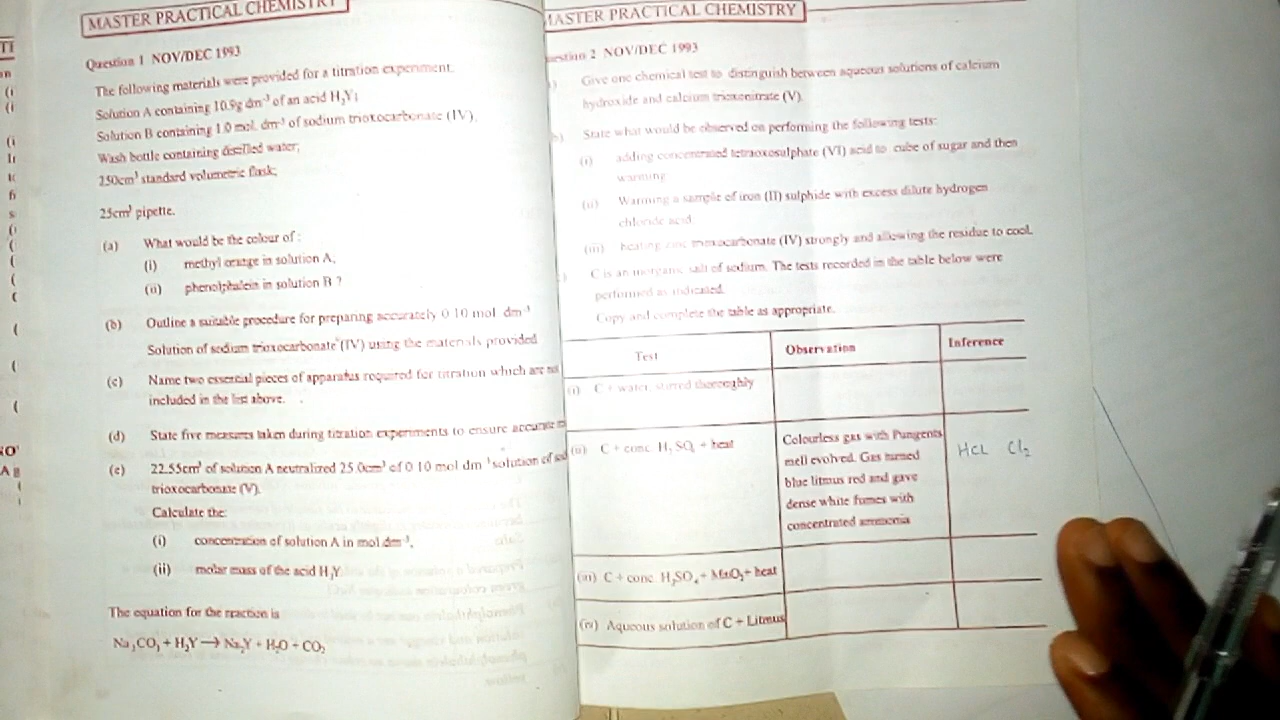 MASTER PRACTICAL CHEMISTRY
Question 1 NOV/DEC 1993
The following materials were provided for a titration experiment.
Solution A containing 10.9g dm⁻³ of an acid H₂Y;
Solution B containing 1.0 mol. dm⁻³ of sodium trioxocarbonate (IV);
Wash bottle containing distilled water;
250cm³ standard volumetric flask;
25cm³ pipette.
(a) What would be the colour of :
(i) methyl orange in solution A,
(ii) phenolphalein in solution B ?
(b) Outline a suitable procedure for preparing accurately 0 10 mol dm⁻³
Solution of sodium trioxocarbonate (IV) using the materials provided
(c) Name two essential pieces of apparatus required for titration which are not
included in the list above.
(d) State five measures taken during titration experiments to ensure accurate
(e) 22.55cm³ of solution A neutralized 25.0cm³ of 0 10 mol dm⁻³ solution of
trioxocarbonate (V).
Calculate the:
(i) concentration of solution A in mol dm⁻³,
(ii) molar mass of the acid H₂Y
The equation for the reaction is
Na₂CO₃ + H₂Y → Na₂Y + H₂O + CO₂
MASTER PRACTICAL CHEMISTRY
2 NOV/DEC 1993
Give one chemical test to distinguish between aqueous solutions of calcium
hydroxide and calcium trioxonitrate (V).
State what would be observed on performing the following tests:
(i) adding concentrated tetraoxosulphate (VI) acid to cube of sugar and then
warming
(ii) Warming a sample of iron (II) sulphide with excess dilute hydrogen
chloride acid
(iii) heating zinc trioxocarbonate (IV) strongly and allowing the residue to cool.
C is an inorganic salt of sodium. The tests recorded in the table below were
performed as indicated.
Copy and complete the table as appropriate.
Test Observation Inference
(i) C + water, stirred thoroughly
(ii) C + conc. H₂SO₄ + heat
Colourless gas with Pungents
mell evolved. Gas turned
blue litmus red and gave
dense white fumes with
concentrated ammonia
HCL Cl₂
(iii) C + conc. H₂SO₄ + MnO₂ + heat
(iv) Aqueous solution of C + Litmus